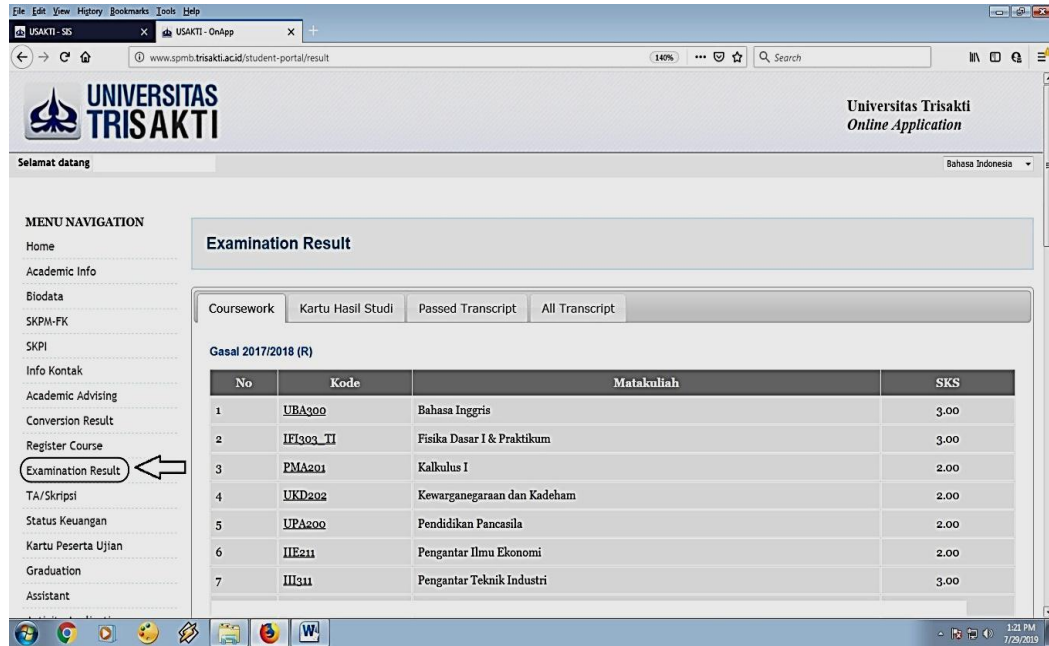 File Edit View History Bookmarks Tools Help
USAKTI - SIS X USAKTI - OnApp X +
www.spmb.trisakti.ac.id/student-portal/result 140% Search
UNIVERSITAS
TRISAKTI
Universitas Trisakti
Online Application
Selamat datang
Bahasa Indonesia
MENU NAVIGATION
Home
Academic Info
Biodata
SKPM-FK
SKPI
Info Kontak
Academic Advising
Conversion Result
Register Course
Examination Result
TA/Skripsi
Status Keuangan
Kartu Peserta Ujian
Graduation
Assistant
Examination Result
Coursework Kartu Hasil Studi Passed Transcript All Transcript
Gasal 2017/2018 (R)
No Kode Matakuliah SKS
1 UBA300 Bahasa Inggris 3.00
2 IFI303_TI Fisika Dasar I & Praktikum 3.00
3 PMA201 Kalkulus I 2.00
4 UKD202 Kewarganegaraan dan Kadeham 2.00
5 UPA200 Pendidikan Pancasila 2.00
6 IIE211 Pengantar Ilmu Ekonomi 2.00
7 III311 Pengantar Teknik Industri 3.00
1:21 PM
7/29/2019